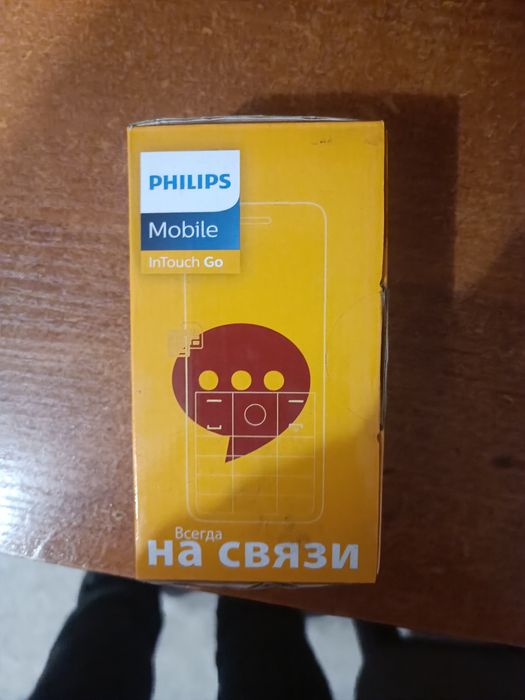 PHILIPS
Mobile
InTouch Go
Всегда
на связи